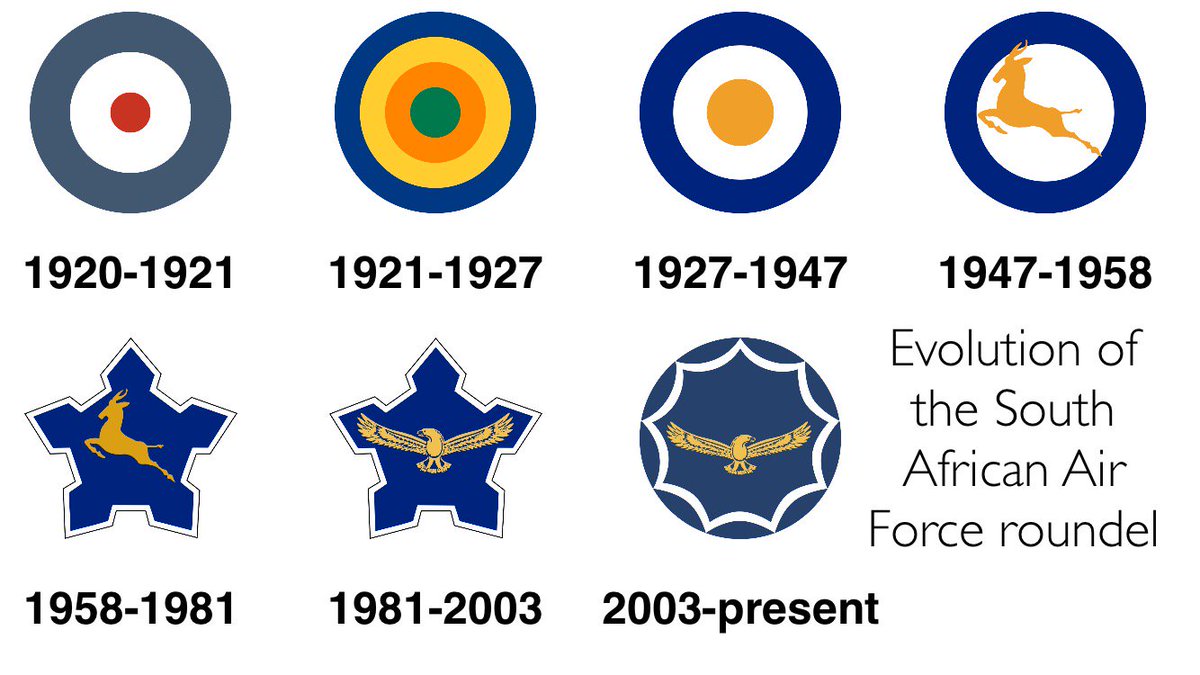 1920-1921
1921-1927
1927-1947
1947-1958
Evolution of
the South
African Air
Force roundel
1958-1981
1981-2003
2003-present